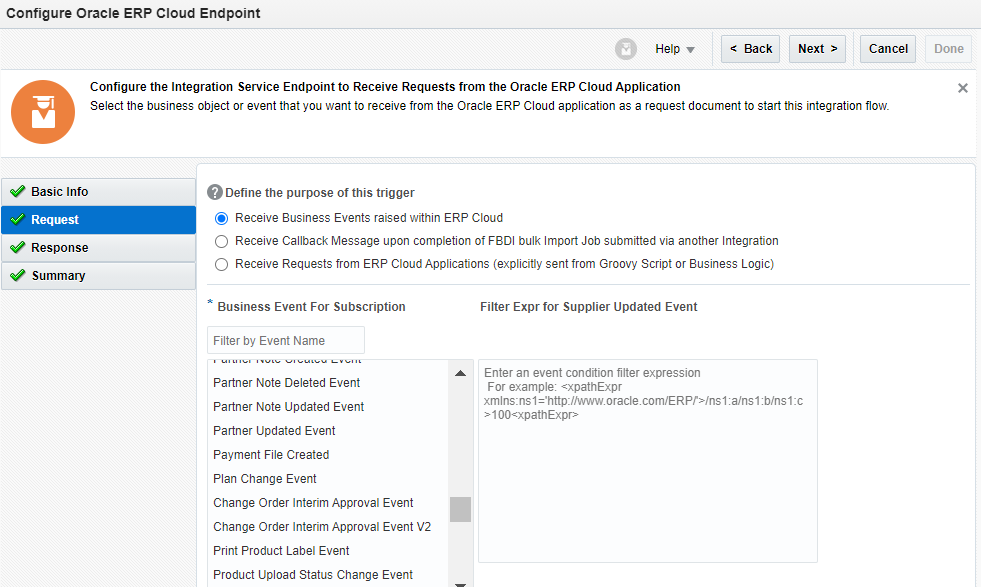 Configure Oracle ERP Cloud Endpoint
Help
< Back
Next >
Cancel
Done
Configure the Integration Service Endpoint to Receive Requests from the Oracle ERP Cloud Application
Select the business object or event that you want to receive from the Oracle ERP Cloud application as a request document to start this integration flow.
Basic Info
Request
Response
Summary
? Define the purpose of this trigger
Receive Business Events raised within ERP Cloud
Receive Callback Message upon completion of FBDI bulk Import Job submitted via another Integration
Receive Requests from ERP Cloud Applications (explicitly sent from Groovy Script or Business Logic)
* Business Event For Subscription
Filter by Event Name
Partner Note Created Event
Partner Note Deleted Event
Partner Note Updated Event
Partner Updated Event
Payment File Created
Plan Change Event
Change Order Interim Approval Event
Change Order Interim Approval Event V2
Print Product Label Event
Product Upload Status Change Event
Filter Expr for Supplier Updated Event
Enter an event condition filter expression
For example: <xpathExpr
xmlns:ns1='http://www.oracle.com/ERP/'>/ns1:a/ns1:b/ns1:c
>100<xpathExpr>